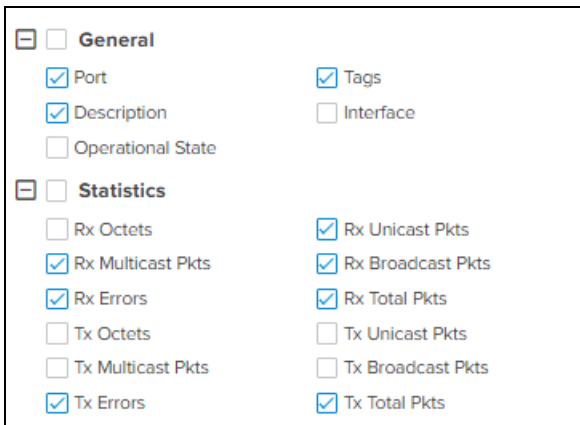 General
Port Tags
Description Interface
Operational State
Statistics
Rx Octets Rx Unicast Pkts
Rx Multicast Pkts Rx Broadcast Pkts
Rx Errors Rx Total Pkts
Tx Octets Tx Unicast Pkts
Tx Multicast Pkts Tx Broadcast Pkts
Tx Errors Tx Total Pkts